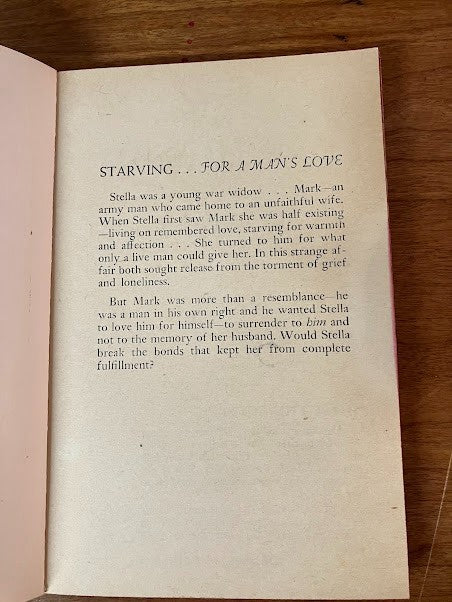 STARVING . . . FOR A MAN'S LOVE
Stella was a young war widow . . . Mark—an
army man who came home to an unfaithful wife.
When Stella first saw Mark she was half existing
—living on remembered love, starving for warmth
and affection . . . She turned to him for what
only a live man could give her. In this strange af-
fair both sought release from the torment of grief
and loneliness.
But Mark was more than a resemblance—he
was a man in his own right and he wanted Stella
to love him for himself—to surrender to him and
not to the memory of her husband. Would Stella
break the bonds that kept her from complete
fulfillment?